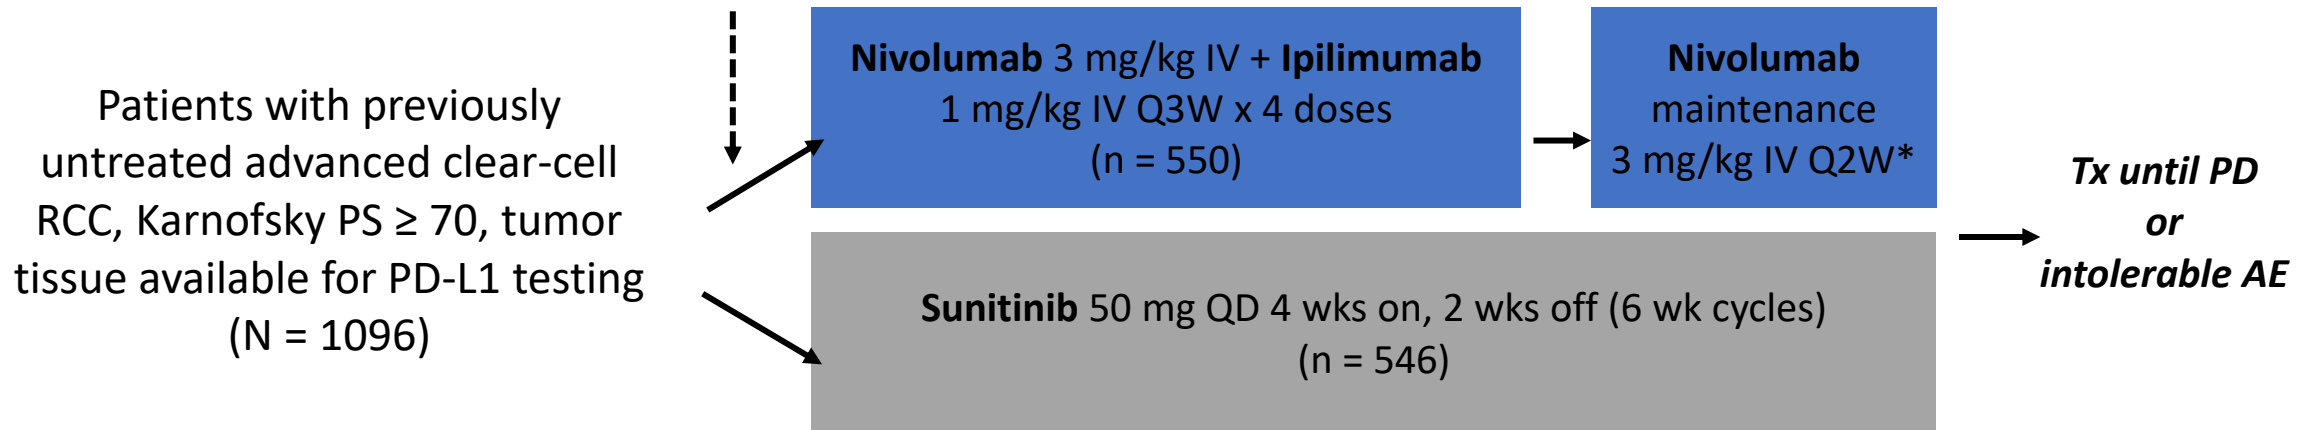 Patients with previously
untreated advanced clear-cell
RCC, Karnofsky PS ≥ 70, tumor
tissue available for PD-L1 testing
(N = 1096)
Nivolumab 3 mg/kg IV + Ipilimumab
1 mg/kg IV Q3W x 4 doses
(n = 550)
Nivolumab
maintenance
3 mg/kg IV Q2W*
Sunitinib 50 mg QD 4 wks on, 2 wks off (6 wk cycles)
(n = 546)
Tx until PD
or
intolerable AE